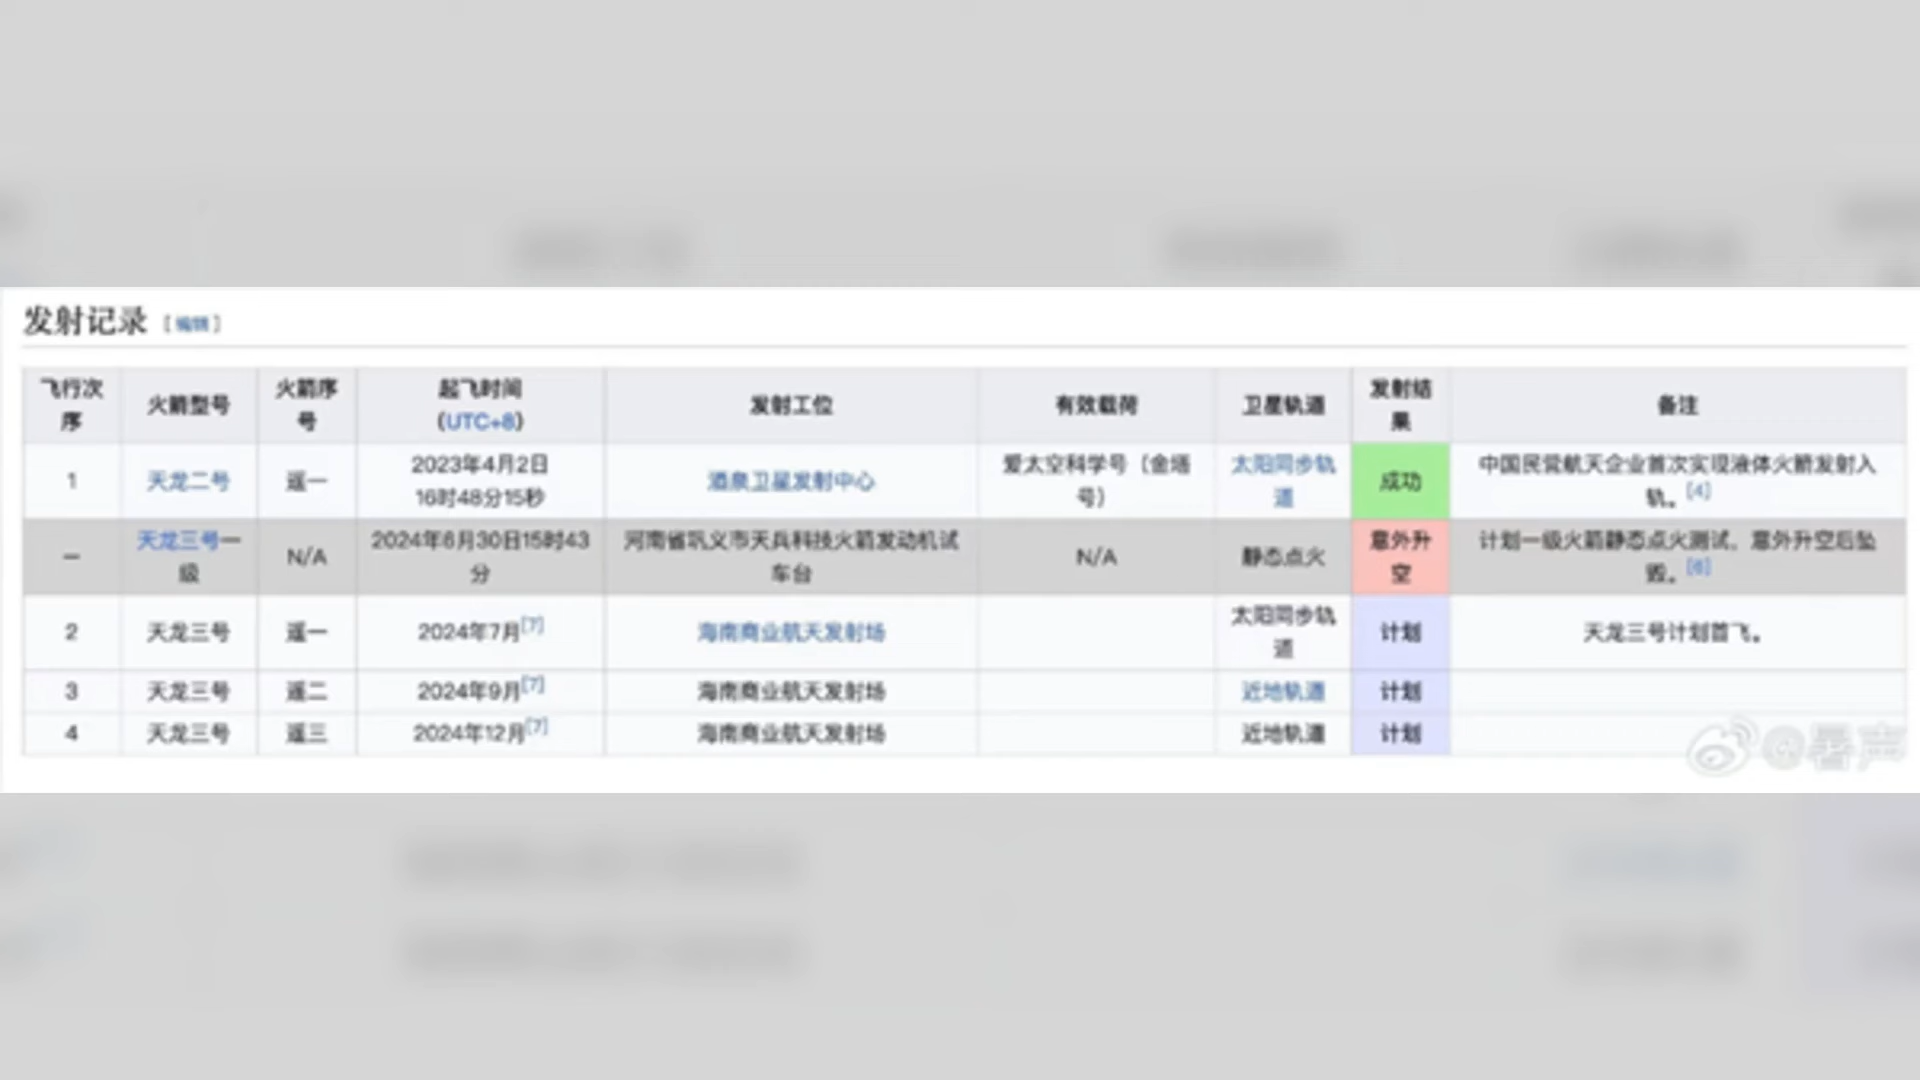 发射记录 [编辑]
飞行次序 火箭型号 火箭序号 起飞时间(UTC+8) 发射工位 有效载荷 卫星轨道 发射结果 备注
1 天龙二号 遥一 2023年4月2日16时48分15秒 酒泉卫星发射中心 爱太空科学号（金塔号） 太阳同步轨道 成功 中国民营航天企业首次实现液体火箭发射入轨。[4]
— 天龙三号一级 N/A 2024年6月30日15时43分 河南省巩义市天兵科技火箭发动机试车台 N/A 静态点火 意外升空 计划一级火箭静态点火测试，意外升空后坠毁。[6]
2 天龙三号 遥一 2024年7月[7] 海南商业航天发射场 太阳同步轨道 计划 天龙三号计划首飞。
3 天龙三号 遥二 2024年9月[7] 海南商业航天发射场 近地轨道 计划
4 天龙三号 遥三 2024年12月[7] 海南商业航天发射场 近地轨道 计划
@暑声